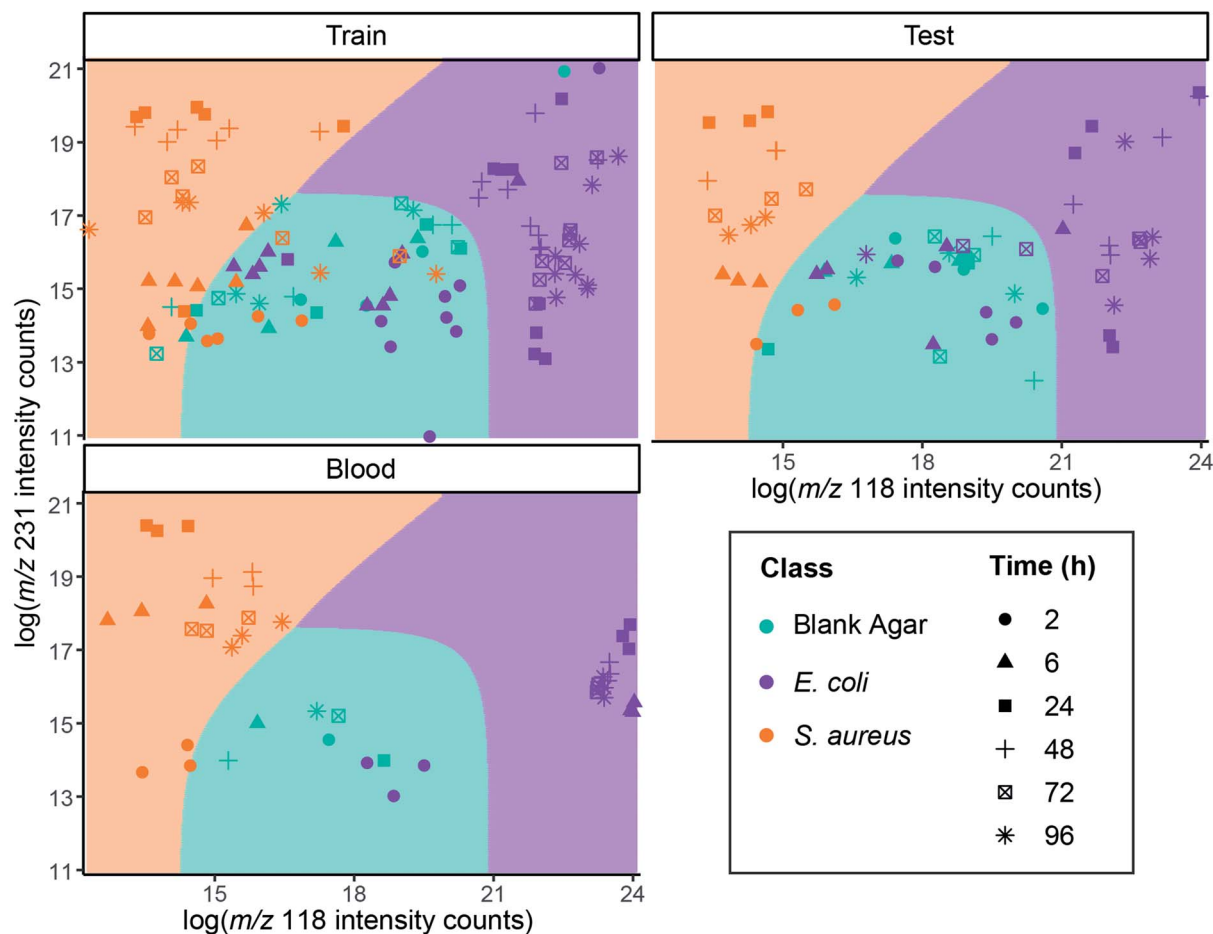 Train
Test
21
19
17
15
13
11
15
18
21
24
log(m/z 118 intensity counts)
Blood
21
19
17
15
13
11
15
18
21
24
log(m/z 118 intensity counts)
log(m/z 231 intensity counts)
Class
Blank Agar
E. coli
S. aureus
Time (h)
2
6
24
48
72
96